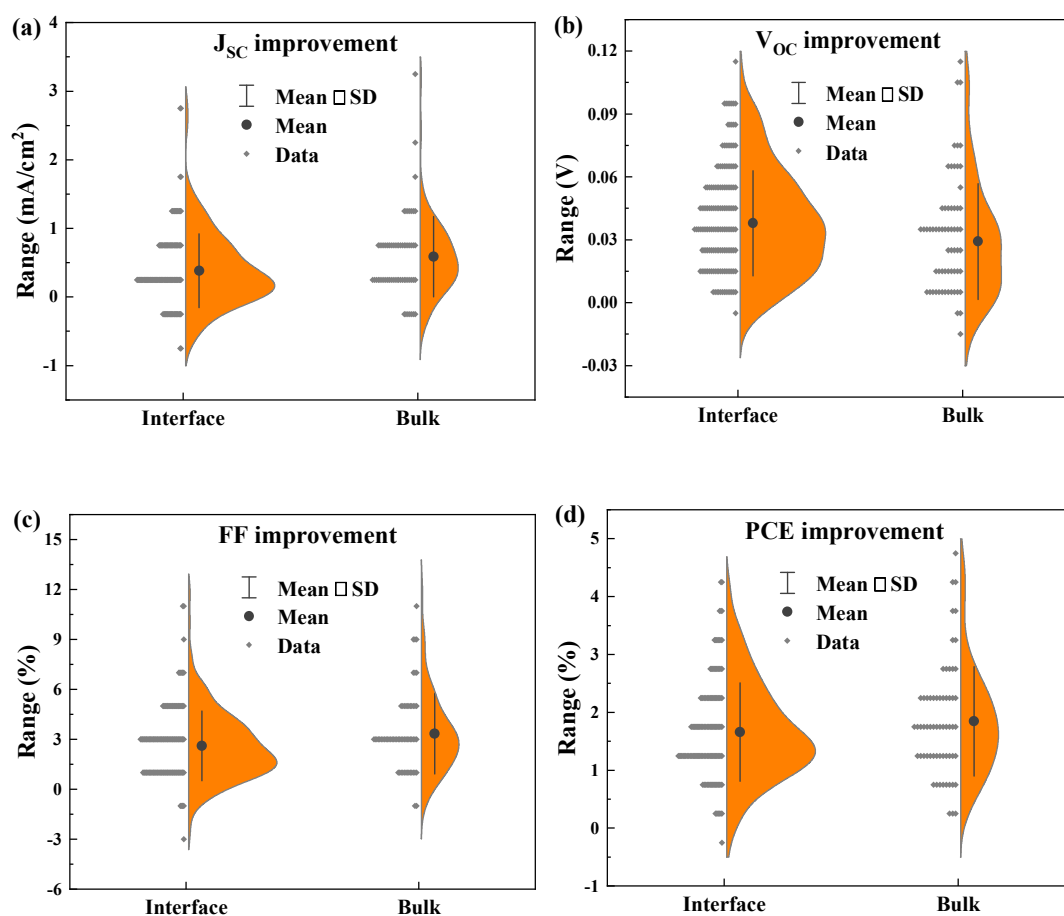 (a)
J_SC improvement
Mean □ SD
Mean
Data
Range (mA/cm²)
4
3
2
1
0
-1
Interface
Bulk
(b)
V_OC improvement
Mean □ SD
Mean
Data
Range (V)
0.12
0.09
0.06
0.03
0.00
-0.03
Interface
Bulk
(c)
FF improvement
Mean □ SD
Mean
Data
Range (%)
15
12
9
6
3
0
-3
-6
Interface
Bulk
(d)
PCE improvement
Mean □ SD
Mean
Data
Range (%)
5
4
3
2
1
0
-1
Interface
Bulk